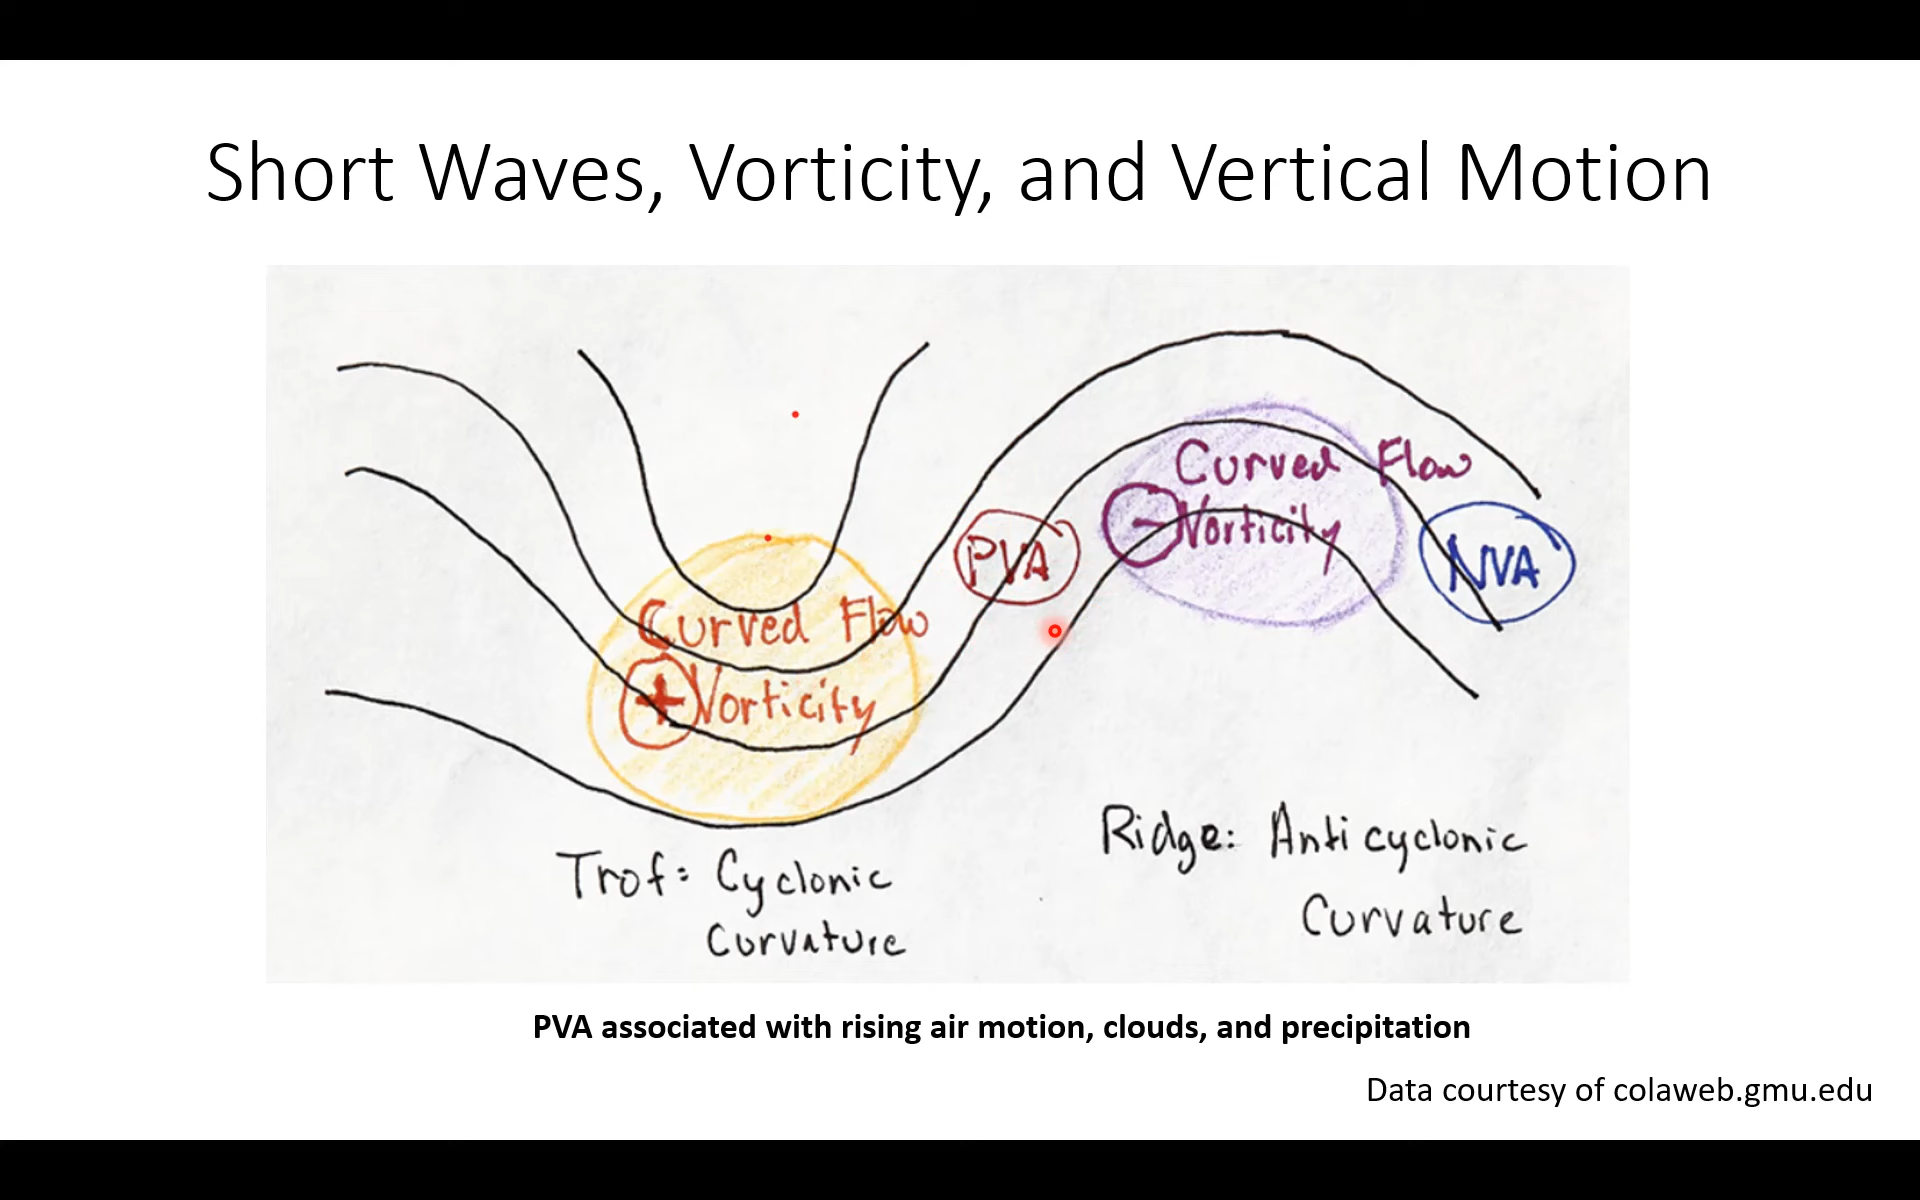 Short Waves, Vorticity, and Vertical Motion
Curved Flow
+ Vorticity
PVA
Curved Flow
- Vorticity
NVA
Trof: Cyclonic
Curvature
Ridge: Anticyclonic
Curvature
PVA associated with rising air motion, clouds, and precipitation
Data courtesy of colaweb.gmu.edu